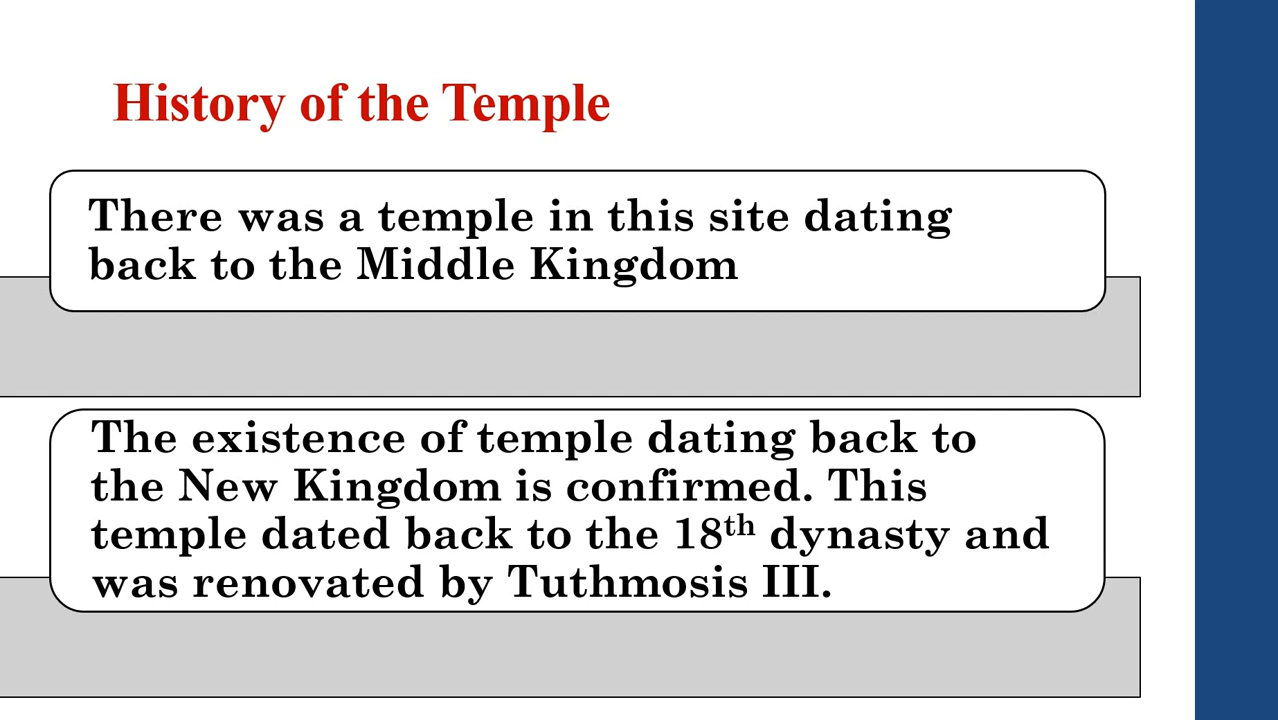 History of the Temple
There was a temple in this site dating
back to the Middle Kingdom
The existence of temple dating back to
the New Kingdom is confirmed. This
temple dated back to the 18th dynasty and
was renovated by Tuthmosis III.